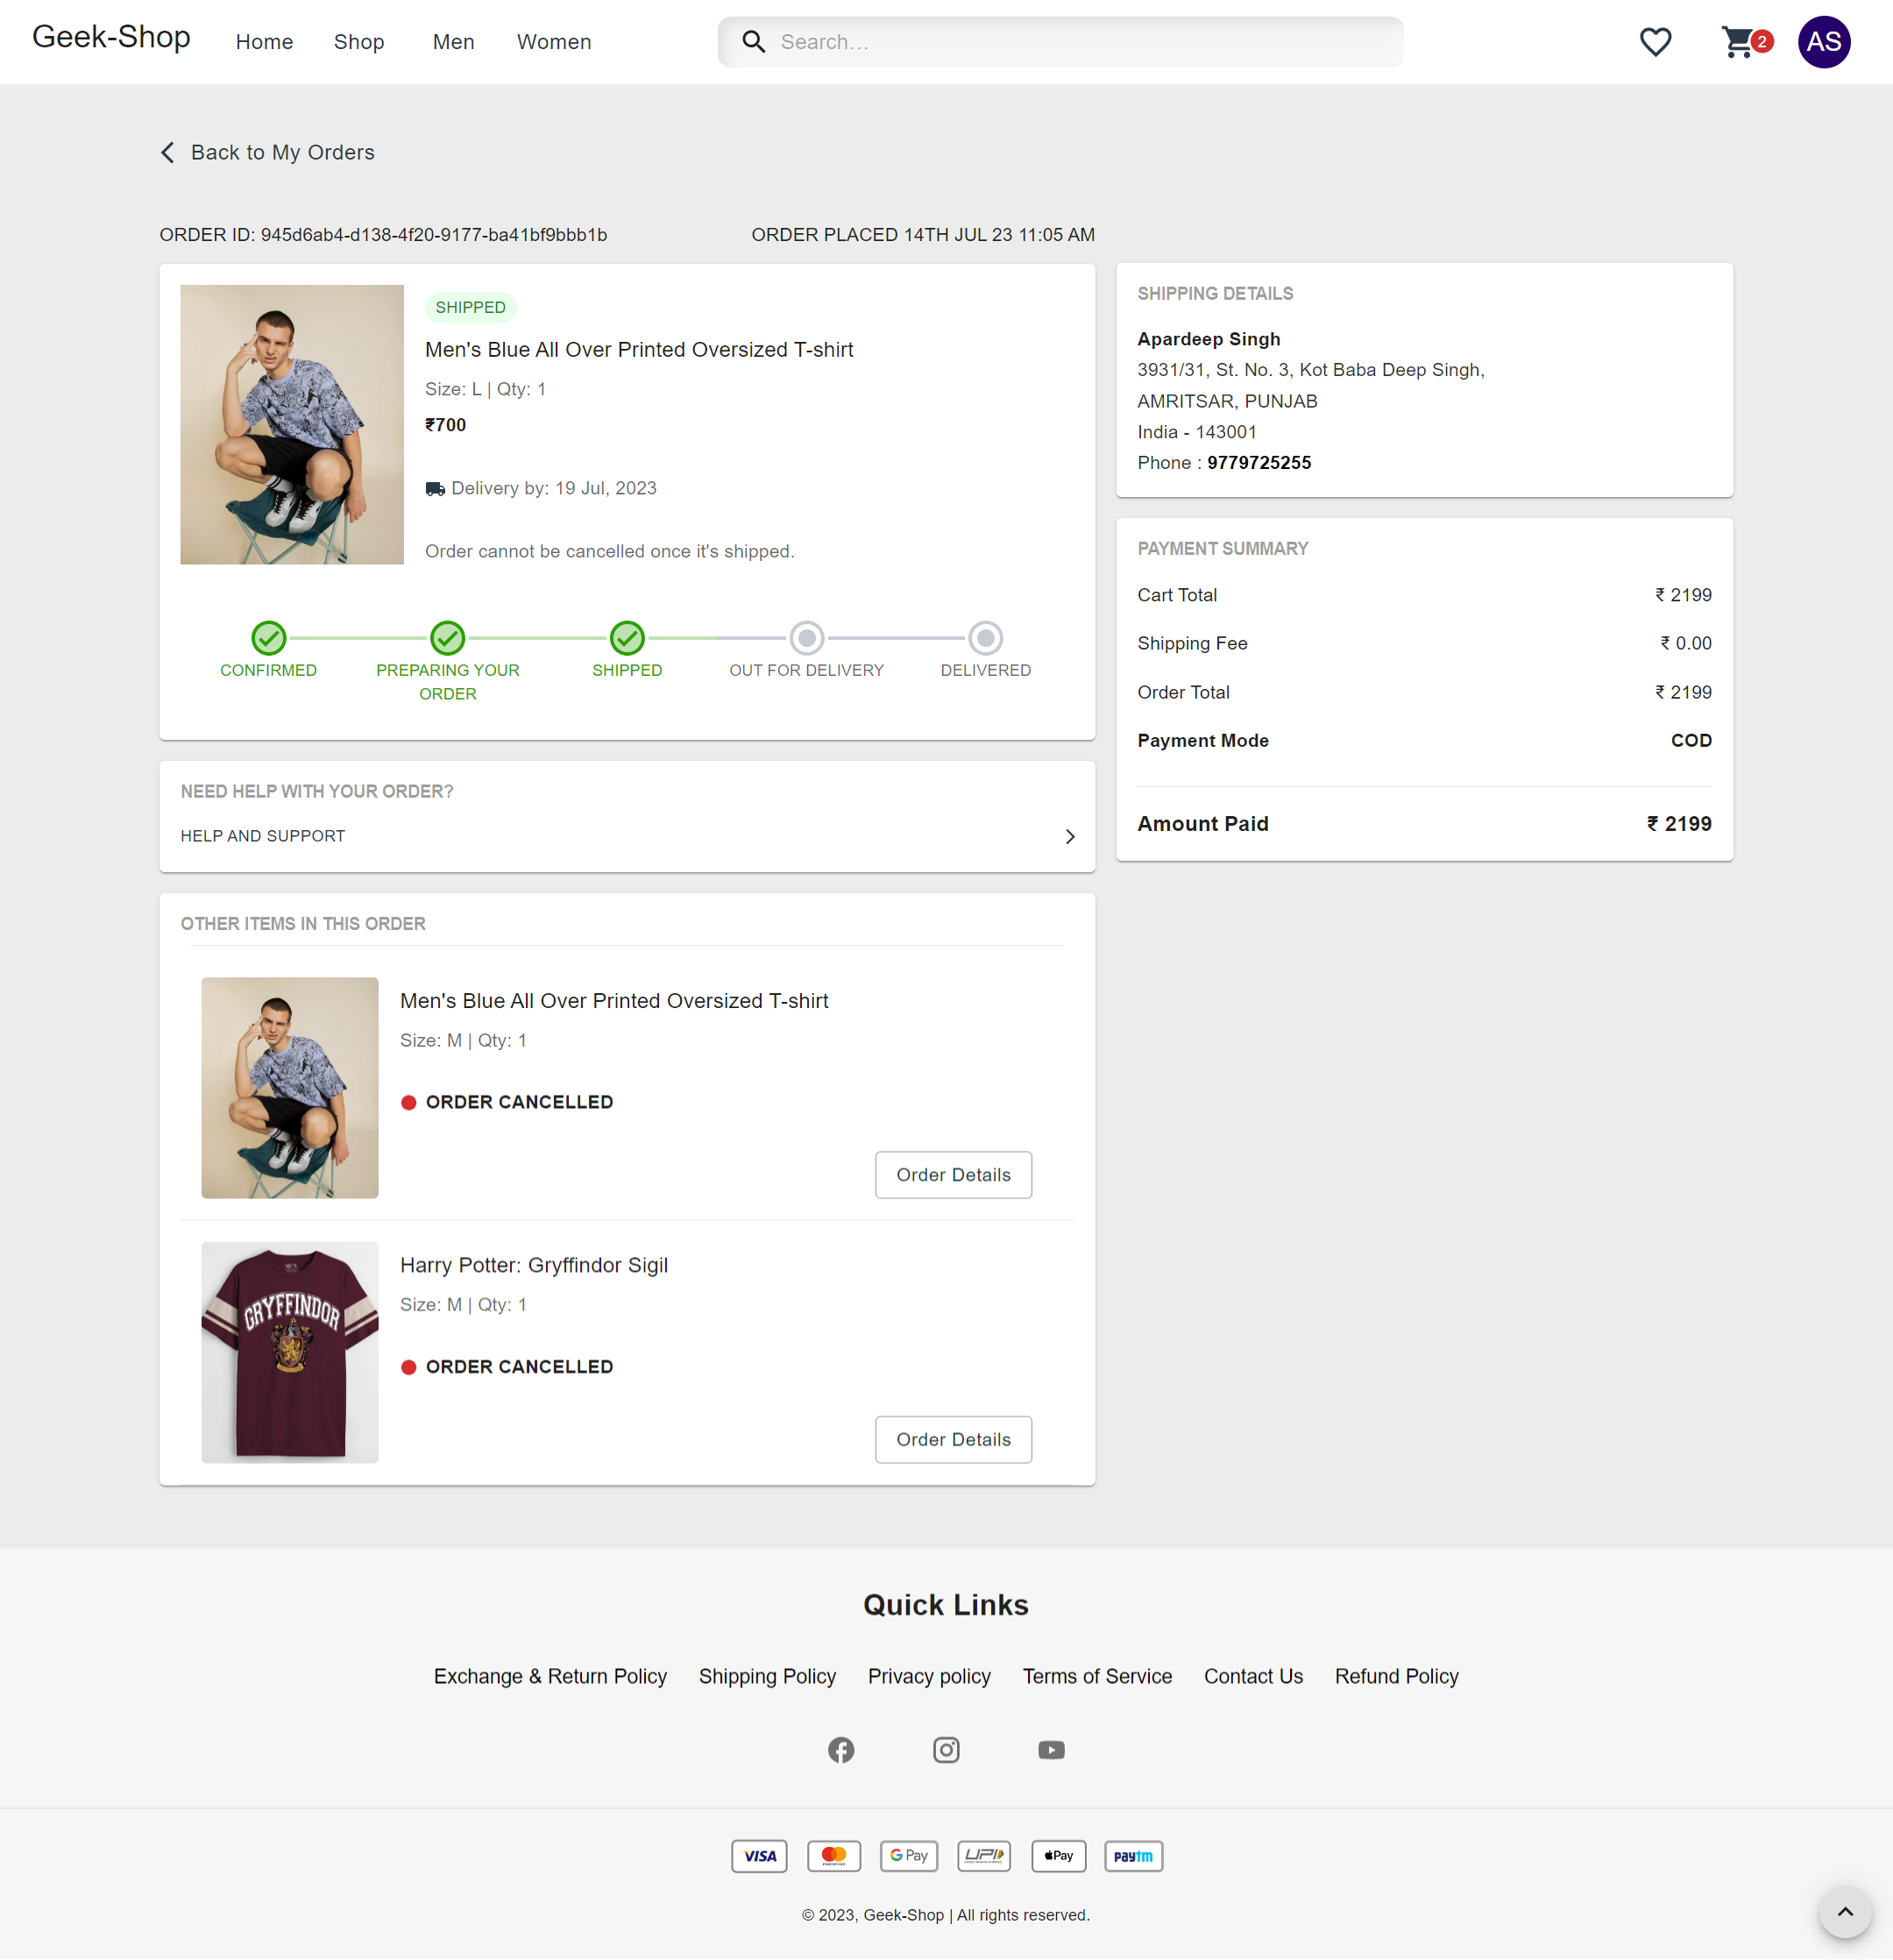 Geek-Shop
Home
Shop
Men
Women
Search...
2
AS
Back to My Orders
ORDER ID: 945d6ab4-d138-4f20-9177-ba41bf9bbb1b
ORDER PLACED 14TH JUL 23 11:05 AM
SHIPPED
Men's Blue All Over Printed Oversized T-shirt
Size: L | Qty: 1
₹700
Delivery by: 19 Jul, 2023
Order cannot be cancelled once it's shipped.
CONFIRMED
PREPARING YOUR
ORDER
SHIPPED
OUT FOR DELIVERY
DELIVERED
SHIPPING DETAILS
Apardeep Singh
3931/31, St. No. 3, Kot Baba Deep Singh,
AMRITSAR, PUNJAB
India - 143001
Phone : 9779725255
PAYMENT SUMMARY
Cart Total ₹ 2199
Shipping Fee ₹ 0.00
Order Total ₹ 2199
Payment Mode COD
Amount Paid ₹ 2199
NEED HELP WITH YOUR ORDER?
HELP AND SUPPORT
OTHER ITEMS IN THIS ORDER
Men's Blue All Over Printed Oversized T-shirt
Size: M | Qty: 1
ORDER CANCELLED
Order Details
GRYFFINDOR
Harry Potter: Gryffindor Sigil
Size: M | Qty: 1
ORDER CANCELLED
Order Details
Quick Links
Exchange & Return Policy
Shipping Policy
Privacy policy
Terms of Service
Contact Us
Refund Policy
VISA
G Pay
UPI
Pay
paytm
© 2023, Geek-Shop | All rights reserved.